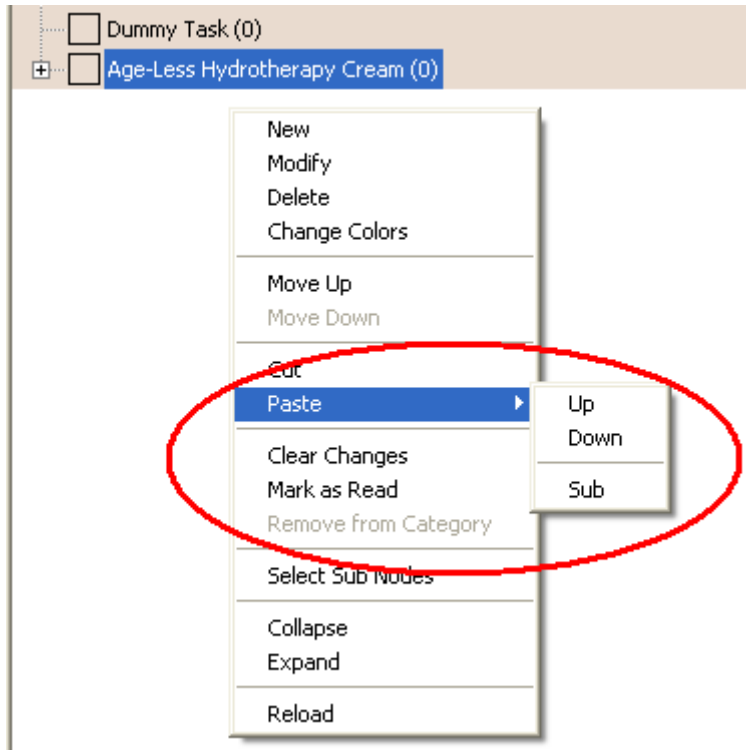 Dummy Task (0)
Age-Less Hydrotherapy Cream (0)
New
Modify
Delete
Change Colors
Move Up
Move Down
Cut
Paste
Up
Down
Sub
Clear Changes
Mark as Read
Remove from Category
Select Sub Nodes
Collapse
Expand
Reload